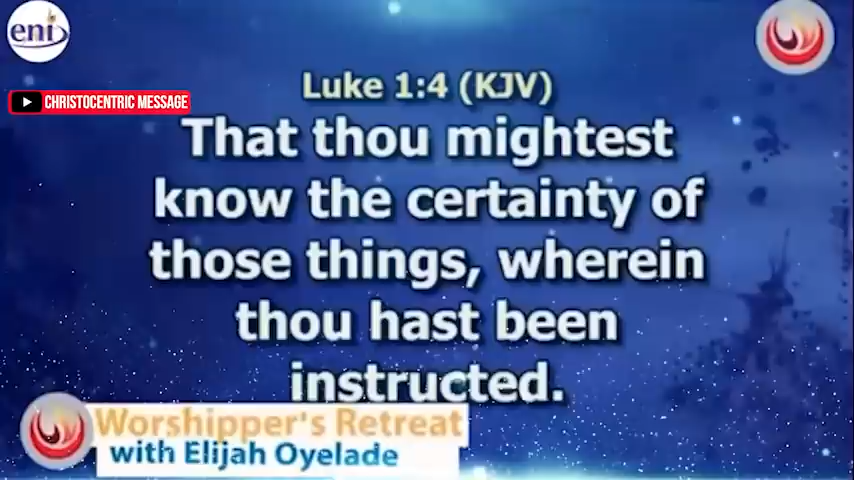 eni
CHRISTOCENTRIC MESSAGE
Luke 1:4 (KJV)
That thou mightest
know the certainty of
those things, wherein
thou hast been
instructed.
Worshipper's Retreat
with Elijah Oyelade